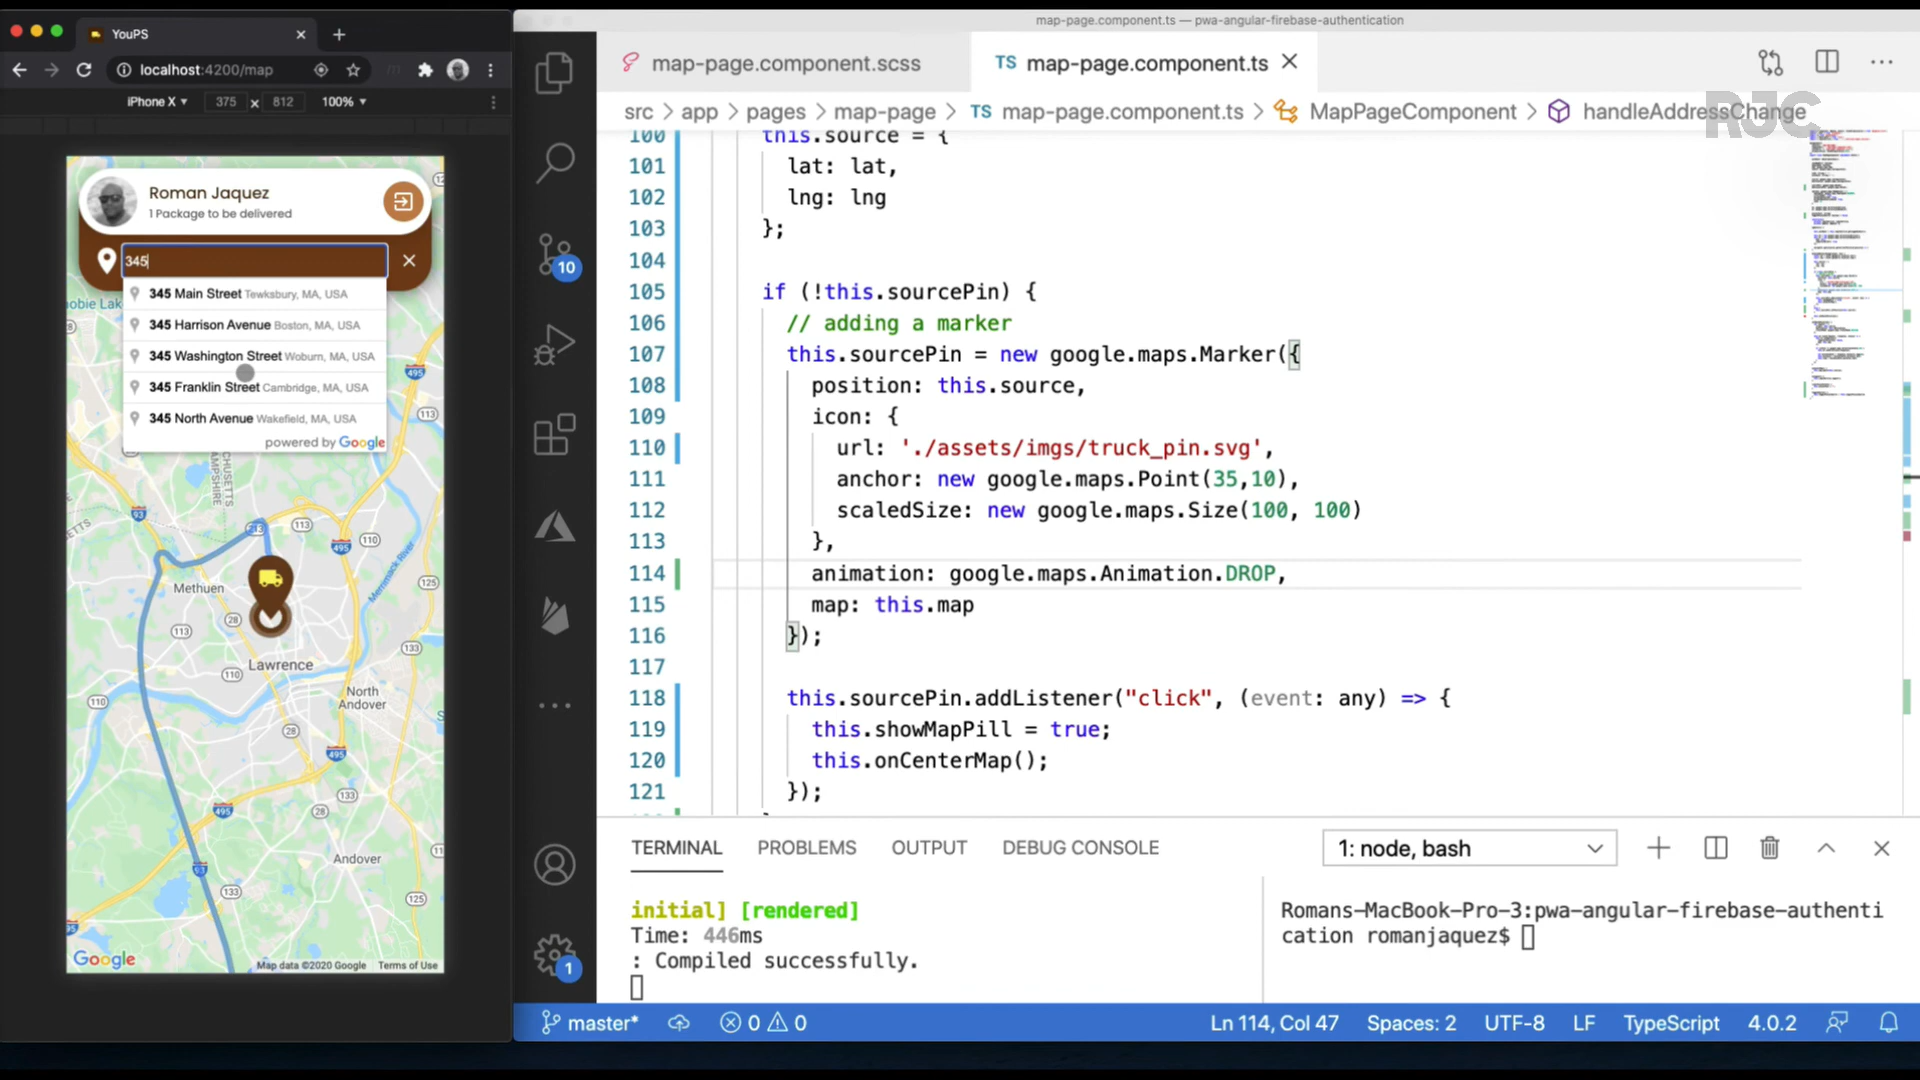 YouPS
localhost:4200/map
iPhone X ▾ 375 × 812 100% ▾
Roman Jaquez
1 Package to be delivered
345
345 Main Street Tewksbury, MA, USA
345 Harrison Avenue Boston, MA, USA
345 Washington Street Woburn, MA, USA
345 Franklin Street Cambridge, MA, USA
345 North Avenue Wakefield, MA, USA
powered by Google
Methuen
Merrimack River
Lawrence
North
Andover
Andover
Google
Map data ©2020 Google Terms of Use
map-page.component.ts — pwa-angular-firebase-authentication
map-page.component.scss
TS map-page.component.ts
src > app > pages > map-page > TS map-page.component.ts > MapPageComponent > handleAddressChange
RJC
100 this.source = {
101 lat: lat,
102 lng: lng
103 };
104
105 if (!this.sourcePin) {
106 // adding a marker
107 this.sourcePin = new google.maps.Marker({
108 position: this.source,
109 icon: {
110 url: './assets/imgs/truck_pin.svg',
111 anchor: new google.maps.Point(35,10),
112 scaledSize: new google.maps.Size(100, 100)
113 },
114 animation: google.maps.Animation.DROP,
115 map: this.map
116 });
117
118 this.sourcePin.addListener("click", (event: any) => {
119 this.showMapPill = true;
120 this.onCenterMap();
121 });
10
1
TERMINAL PROBLEMS OUTPUT DEBUG CONSOLE
1: node, bash
initial] [rendered]
Time: 446ms
: Compiled successfully.
Romans-MacBook-Pro-3:pwa-angular-firebase-authenti
cation romanjaquez$
master* 0 0
Ln 114, Col 47 Spaces: 2 UTF-8 LF TypeScript 4.0.2